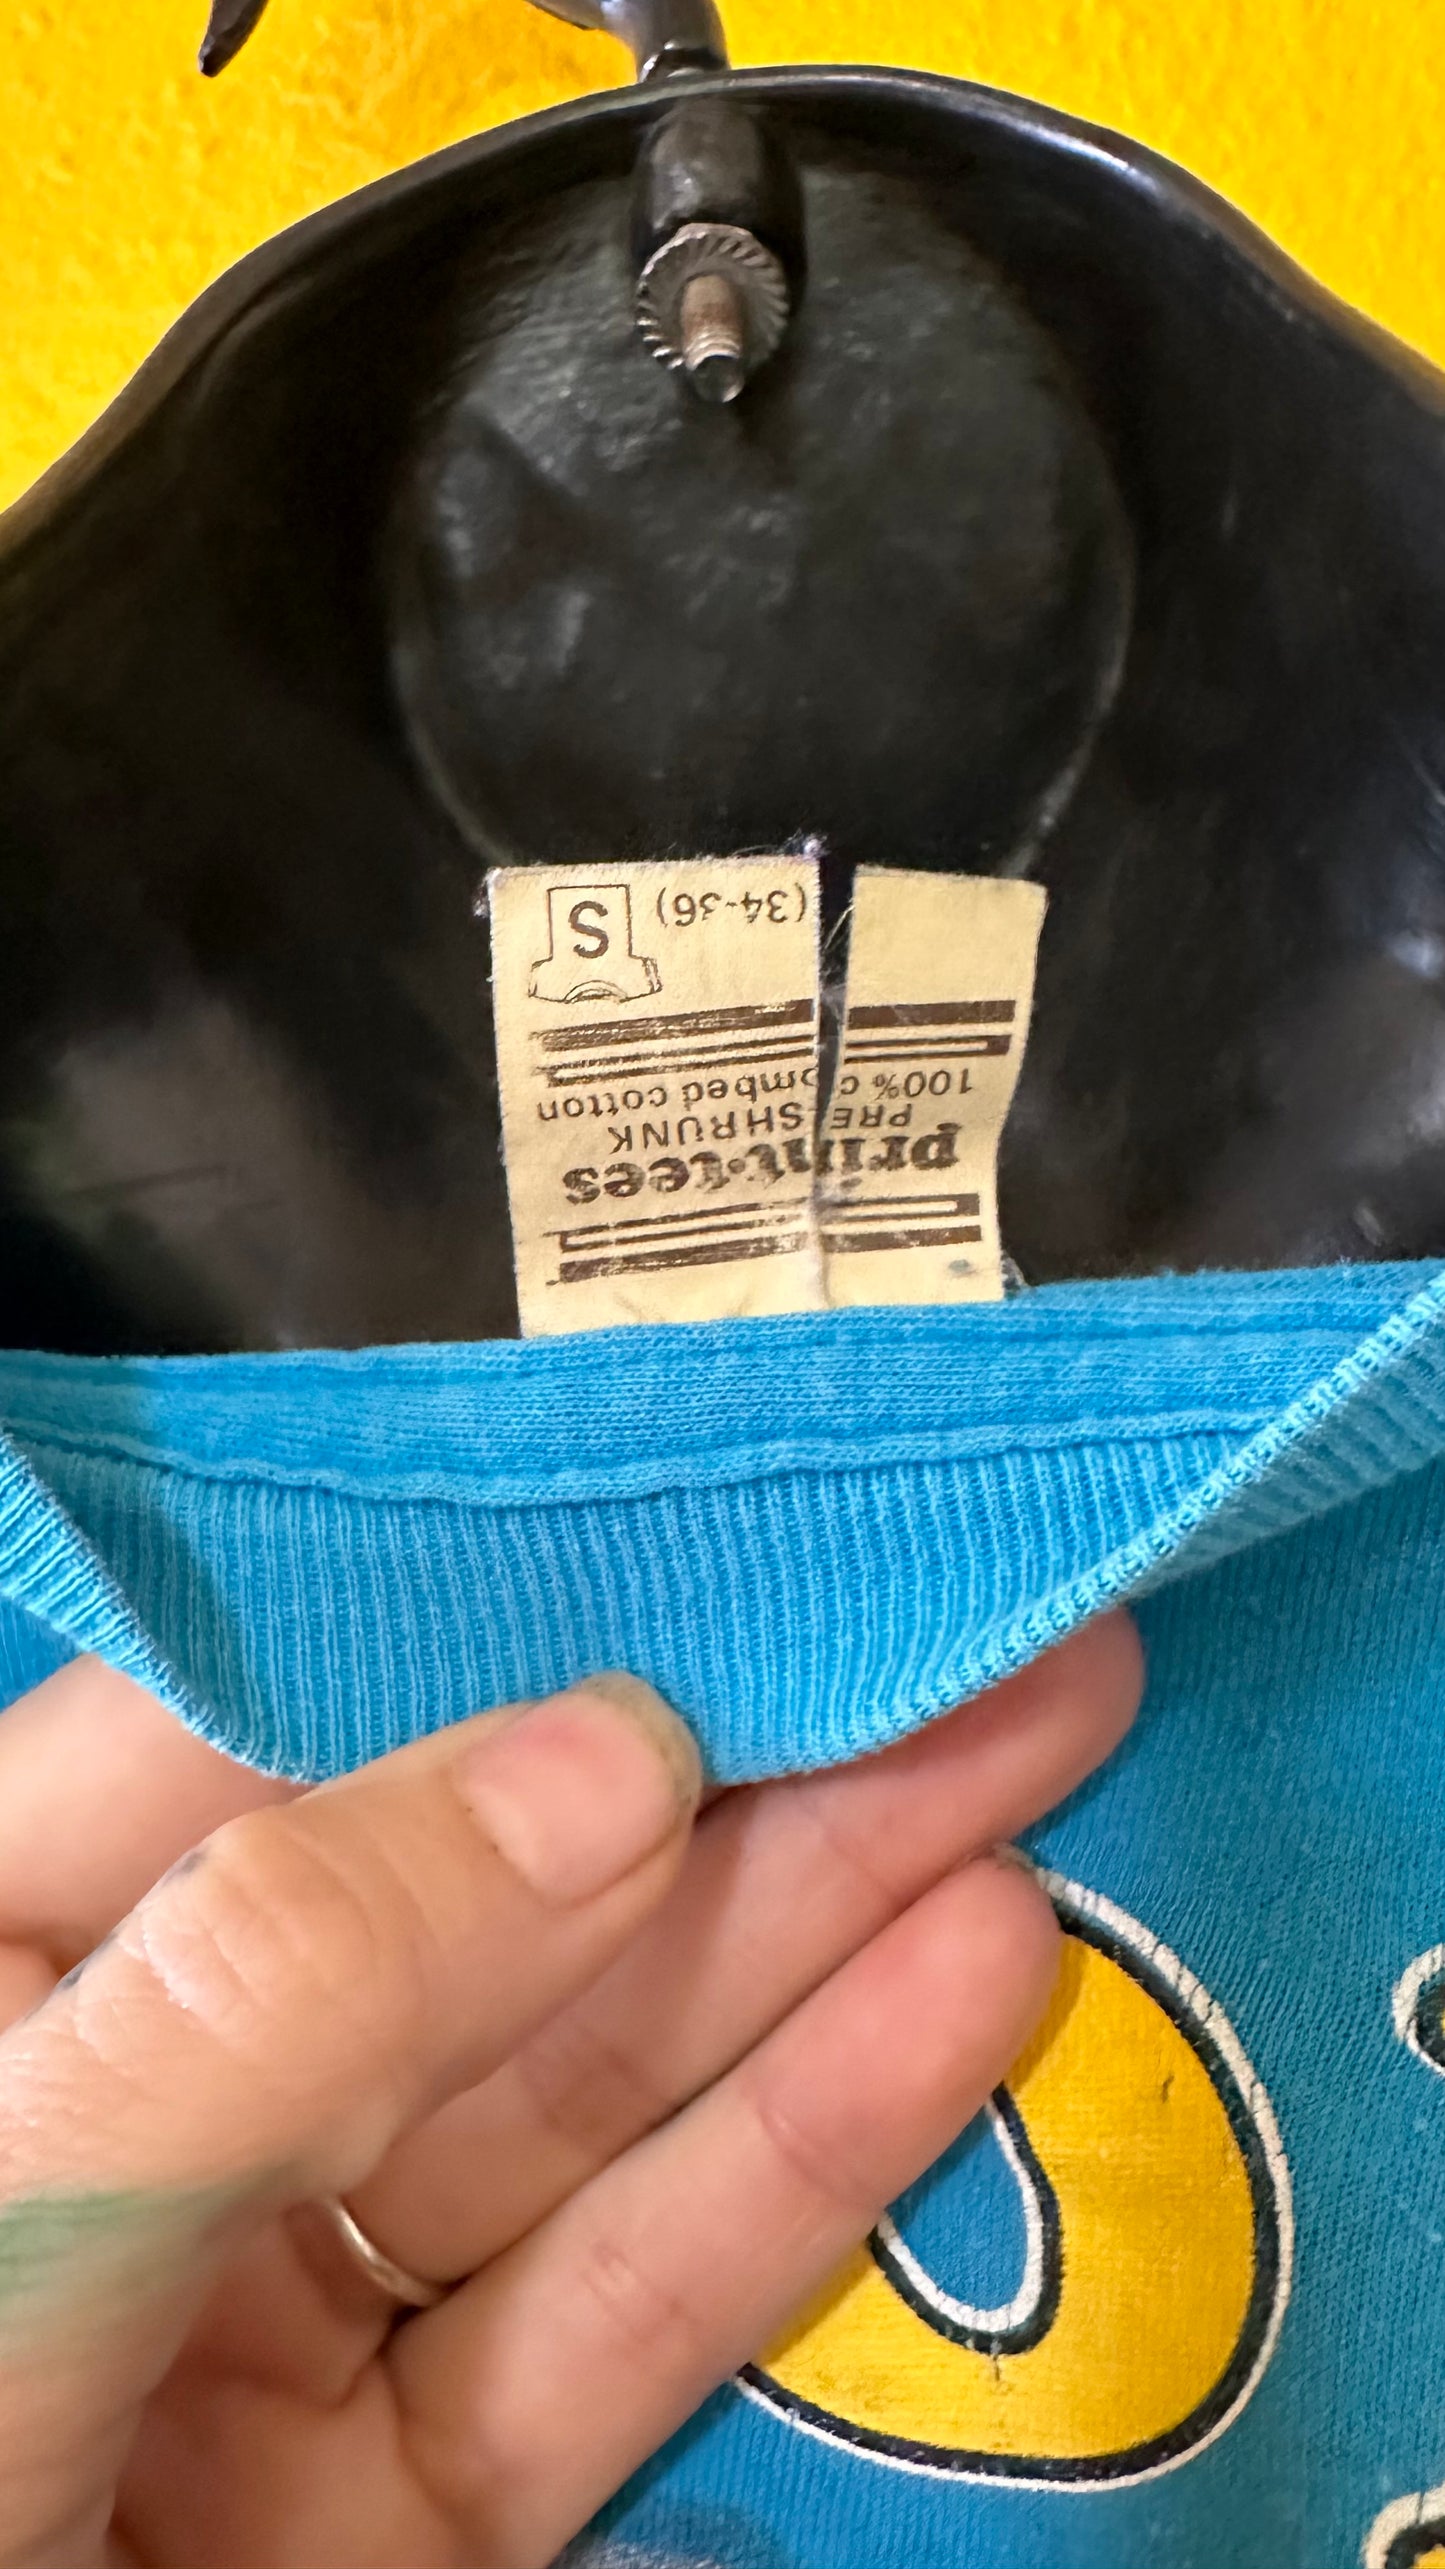 print·tees
PRE-SHRUNK
100% combed cotton
(34-36) S